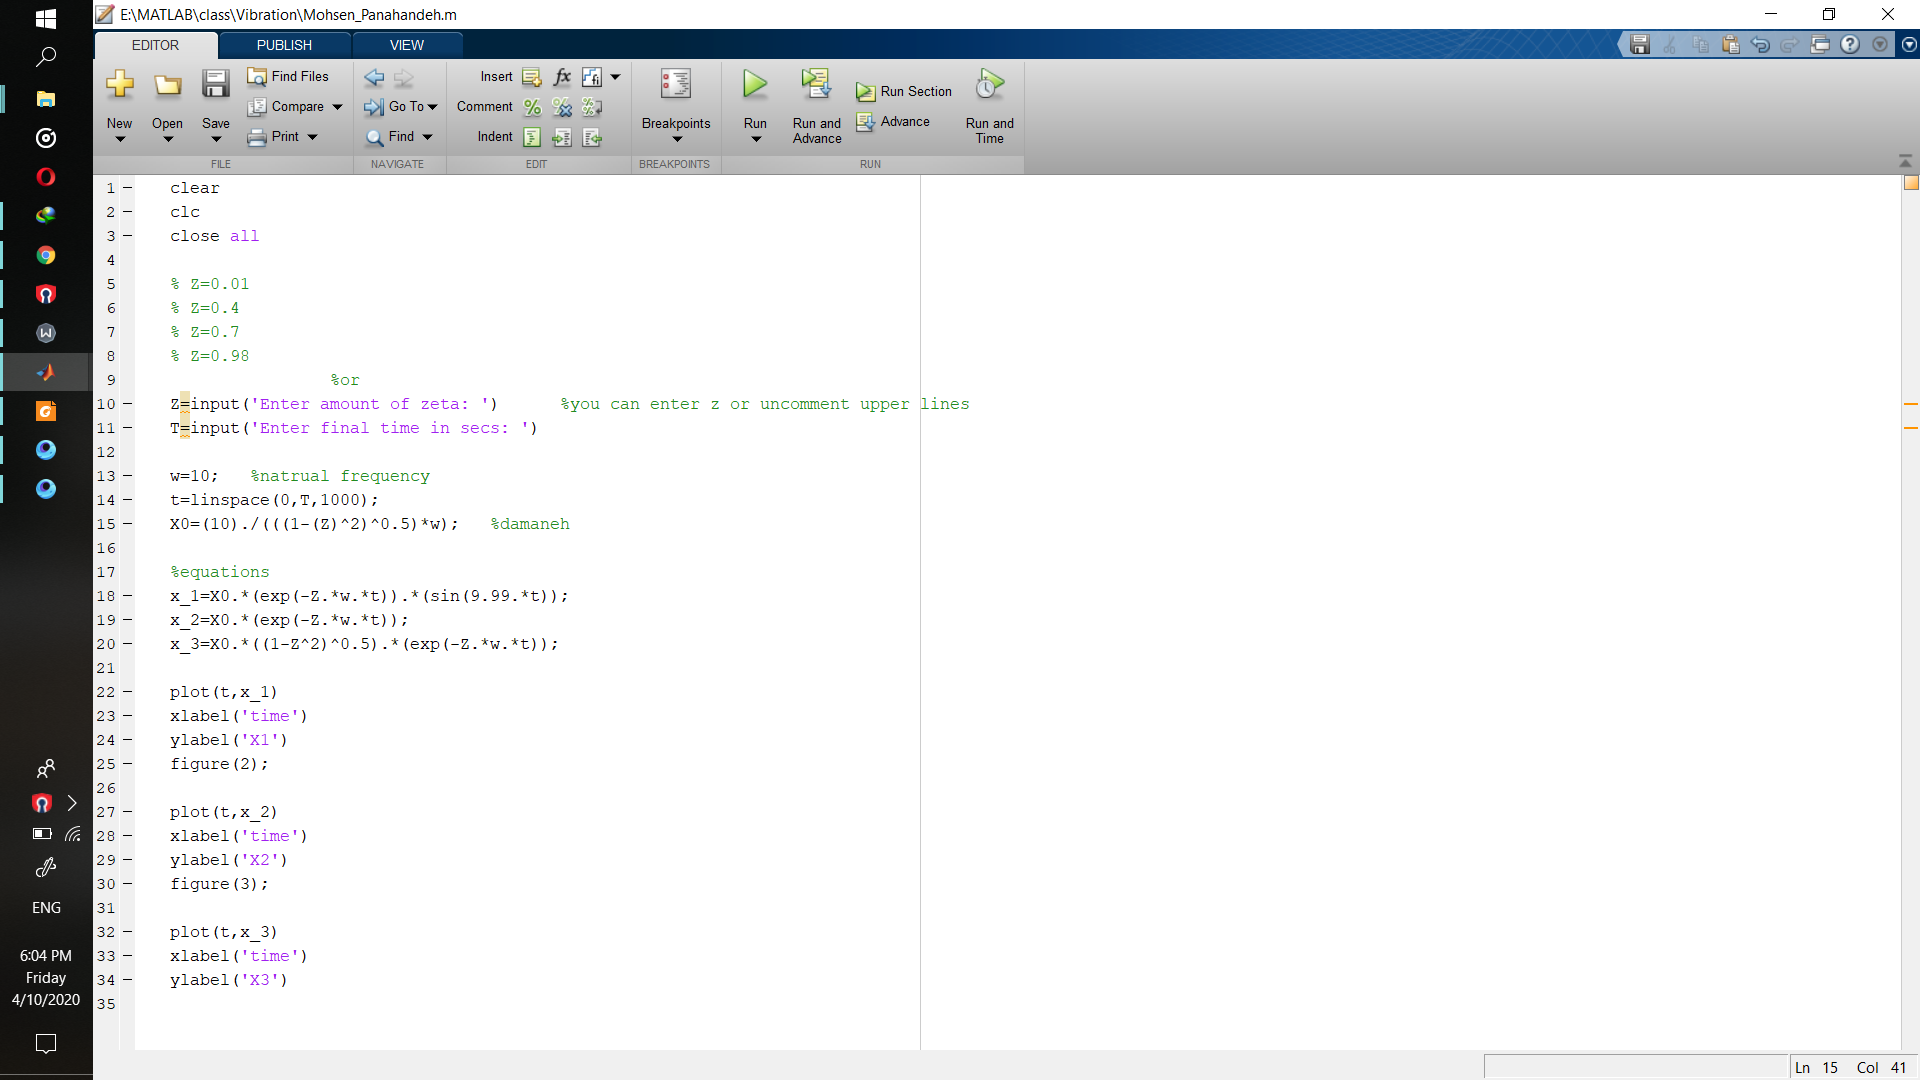 E:\MATLAB\class\Vibration\Mohsen_Panahandeh.m
EDITOR PUBLISH VIEW
New
Open
Save
Find Files
Compare
Print
FILE
Go To
Find
NAVIGATE
Insert
Comment
Indent
EDIT
Breakpoints
BREAKPOINTS
Run
Run and Advance
Run Section
Advance
Run and Time
RUN
1 clear
2 clc
3 close all
4
5 % Z=0.01
6 % Z=0.4
7 % Z=0.7
8 % Z=0.98
9 %or
10 Z=input('Enter amount of zeta: ') %you can enter z or uncomment upper lines
11 T=input('Enter final time in secs: ')
12
13 w=10; %natrual frequency
14 t=linspace(0,T,1000);
15 X0=(10)./(((1-(Z)^2)^0.5)*w); %damaneh
16
17 %equations
18 x_1=X0.*(exp(-Z.*w.*t)).*(sin(9.99.*t));
19 x_2=X0.*(exp(-Z.*w.*t));
20 x_3=X0.*((1-Z^2)^0.5).*(exp(-Z.*w.*t));
21
22 plot(t,x_1)
23 xlabel('time')
24 ylabel('X1')
25 figure(2);
26
27 plot(t,x_2)
28 xlabel('time')
29 ylabel('X2')
30 figure(3);
31
32 plot(t,x_3)
33 xlabel('time')
34 ylabel('X3')
35
ENG
6:04 PM
Friday
4/10/2020
Ln 15 Col 41